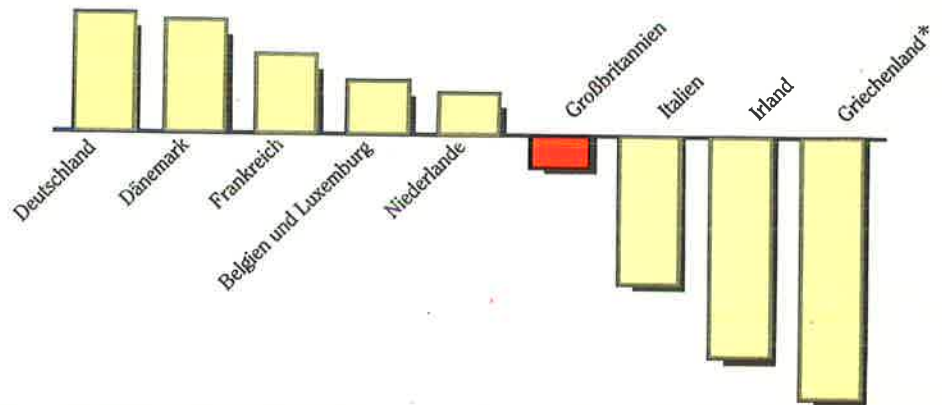 Deutschland
Dänemark
Frankreich
Belgien und Luxemburg
Niederlande
Großbritannien
Italien
Irland
Griechenland*